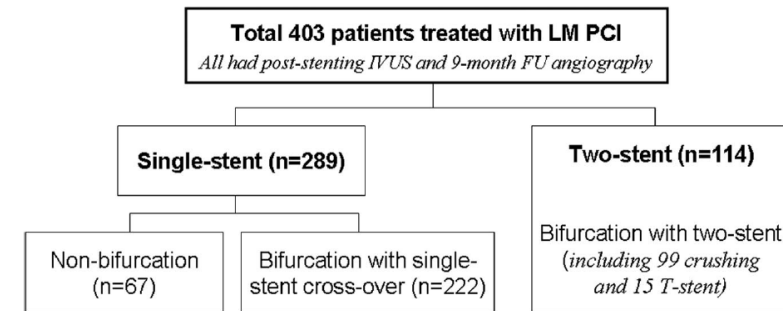 Total 403 patients treated with LM PCI
All had post-stenting IVUS and 9-month FU angiography
Single-stent (n=289)
Two-stent (n=114)
Non-bifurcation
(n=67)
Bifurcation with single-
stent cross-over (n=222)
Bifurcation with two-stent
(including 99 crushing
and 15 T-stent)